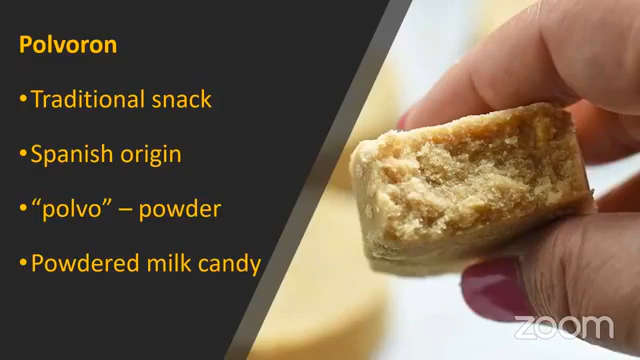 Polvoron
•Traditional snack
•Spanish origin
•“polvo” – powder
•Powdered milk candy
zoom